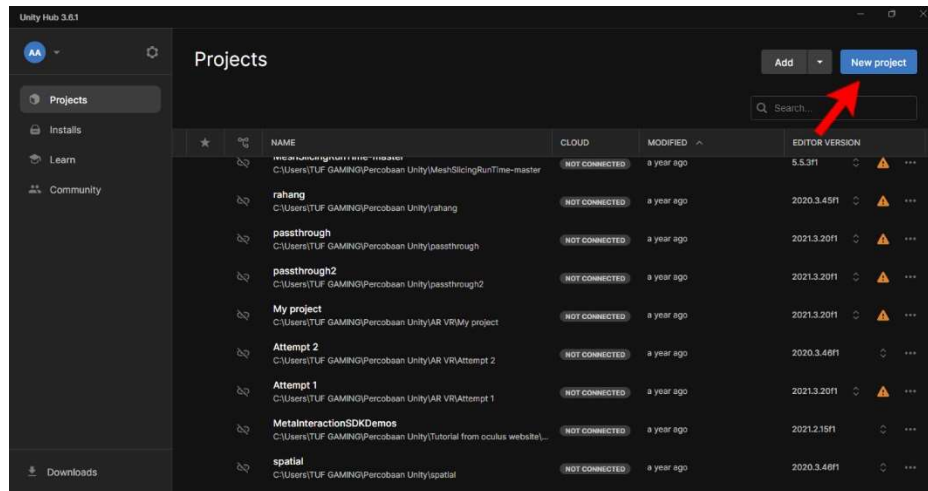 Unity Hub 3.6.1
AA
Projects
Installs
Learn
Community
Downloads
Projects
Add
New project
Search...
NAME CLOUD MODIFIED EDITOR VERSION
MeshSlicingRunTime-master
C:\Users\TUF GAMING\Percobaan Unity\MeshSlicingRunTime-master NOT CONNECTED a year ago 5.5.3f1
rahang
C:\Users\TUF GAMING\Percobaan Unity\rahang NOT CONNECTED a year ago 2020.3.45f1
passthrough
C:\Users\TUF GAMING\Percobaan Unity\passthrough NOT CONNECTED a year ago 2021.3.20f1
passthrough2
C:\Users\TUF GAMING\Percobaan Unity\passthrough2 NOT CONNECTED a year ago 2021.3.20f1
My project
C:\Users\TUF GAMING\Percobaan Unity\AR VR\My project NOT CONNECTED a year ago 2021.3.20f1
Attempt 2
C:\Users\TUF GAMING\Percobaan Unity\AR VR\Attempt 2 NOT CONNECTED a year ago 2020.3.46f1
Attempt 1
C:\Users\TUF GAMING\Percobaan Unity\AR VR\Attempt 1 NOT CONNECTED a year ago 2021.3.20f1
MetaInteractionSDKDemos
C:\Users\TUF GAMING\Percobaan Unity\Tutorial from oculus website\... NOT CONNECTED a year ago 2021.2.15f1
spatial
C:\Users\TUF GAMING\Percobaan Unity\spatial NOT CONNECTED a year ago 2020.3.46f1